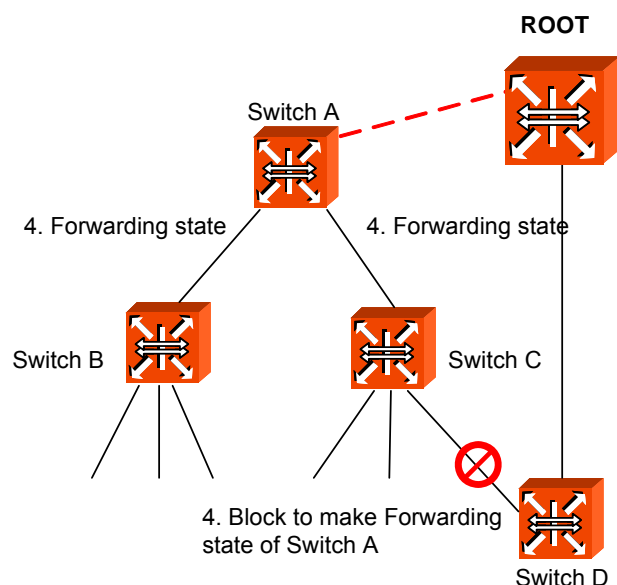 ROOT
Switch A
4. Forwarding state
4. Forwarding state
Switch B
Switch C
4. Block to make Forwarding
state of Switch A
Switch D